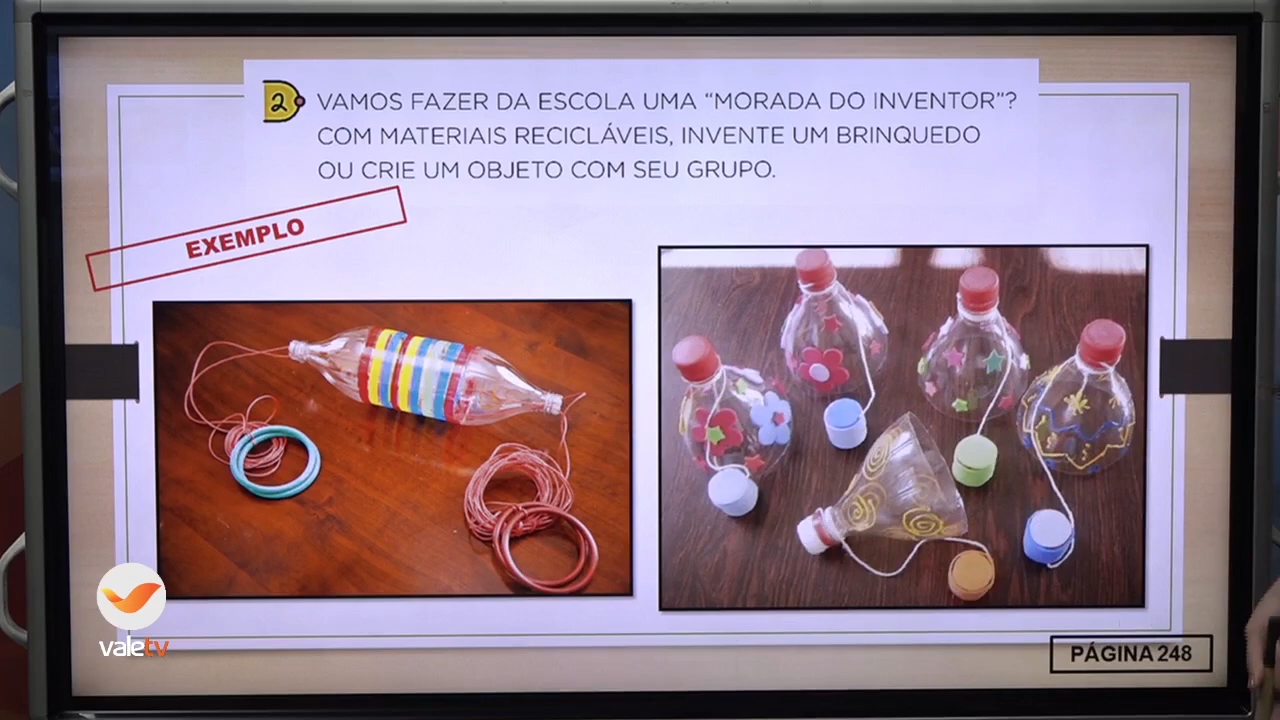 2 VAMOS FAZER DA ESCOLA UMA “MORADA DO INVENTOR”?
COM MATERIAIS RECICLÁVEIS, INVENTE UM BRINQUEDO
OU CRIE UM OBJETO COM SEU GRUPO.
EXEMPLO
valetv
PÁGINA 248